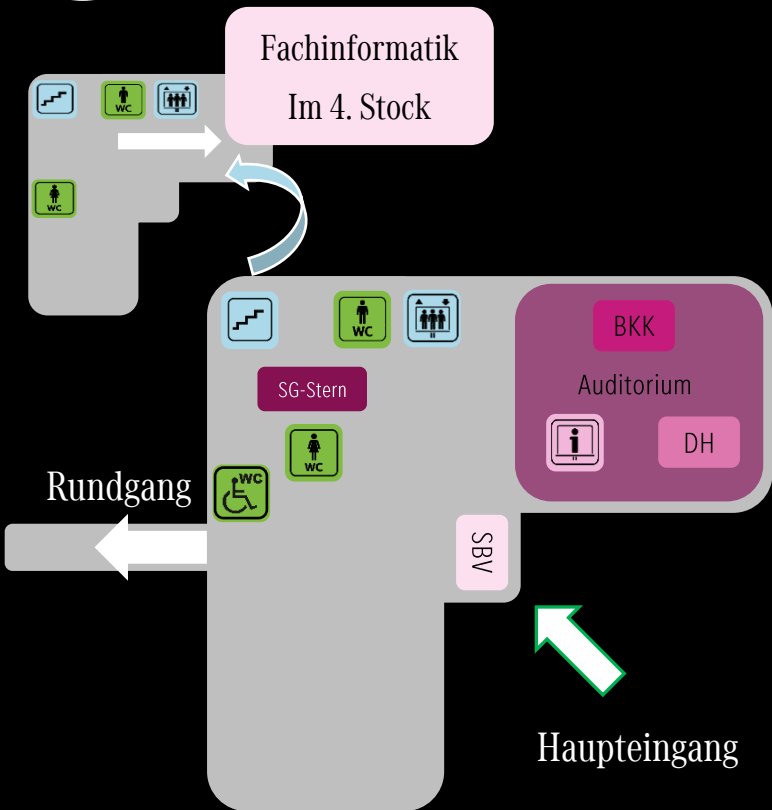 Fachinformatik
Im 4. Stock
WC
WC
WC
BKK
SG-Stern
Auditorium
WC
DH
WC
Rundgang
SBV
Haupteingang